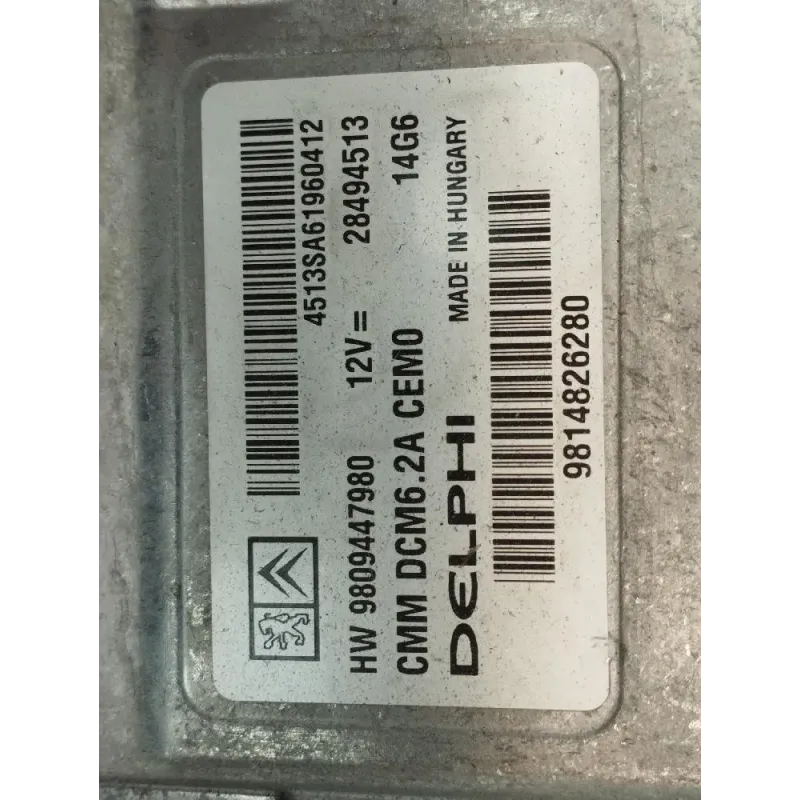 4513SA61960412
HW 9809447980 12V= 28494513
CMM DCM6.2A CEM0 14G6
DELPHI MADE IN HUNGARY
9814826280